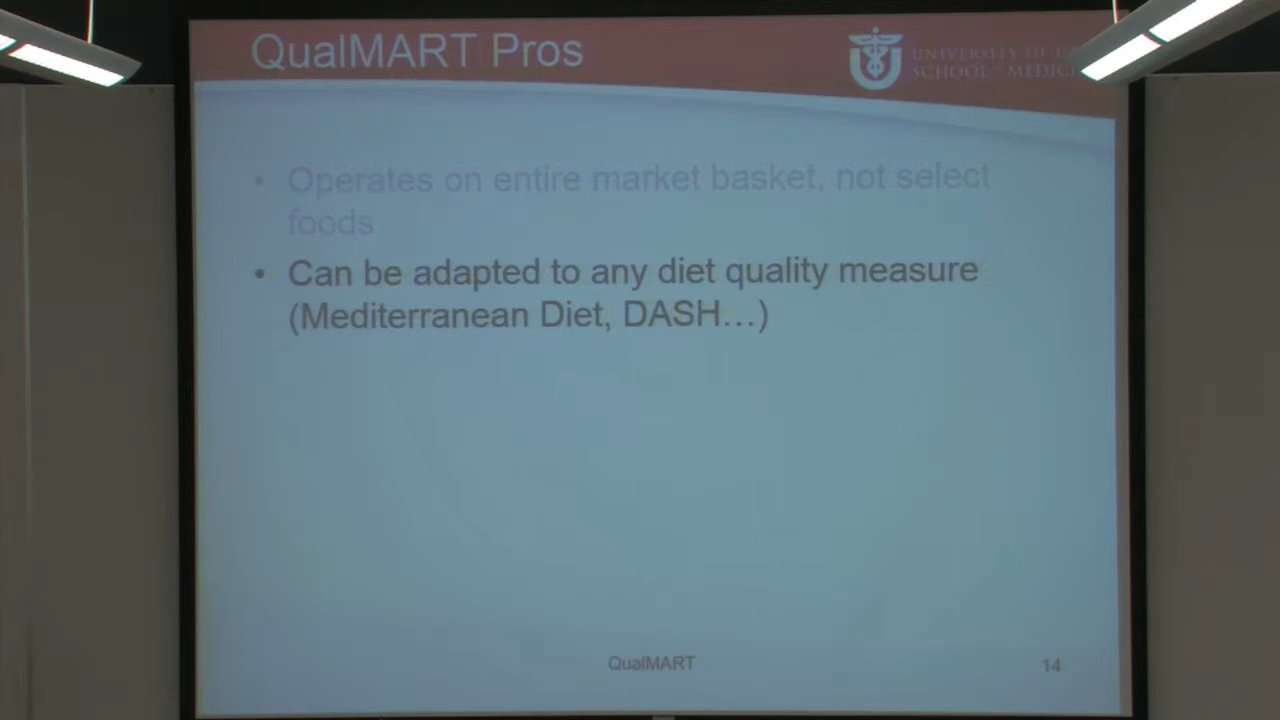 QualMART Pros
UNIVERSITY OF
SCHOOL OF
• Operates on entire market basket, not select
foods
• Can be adapted to any diet quality measure
(Mediterranean Diet, DASH…)
QualMART
14